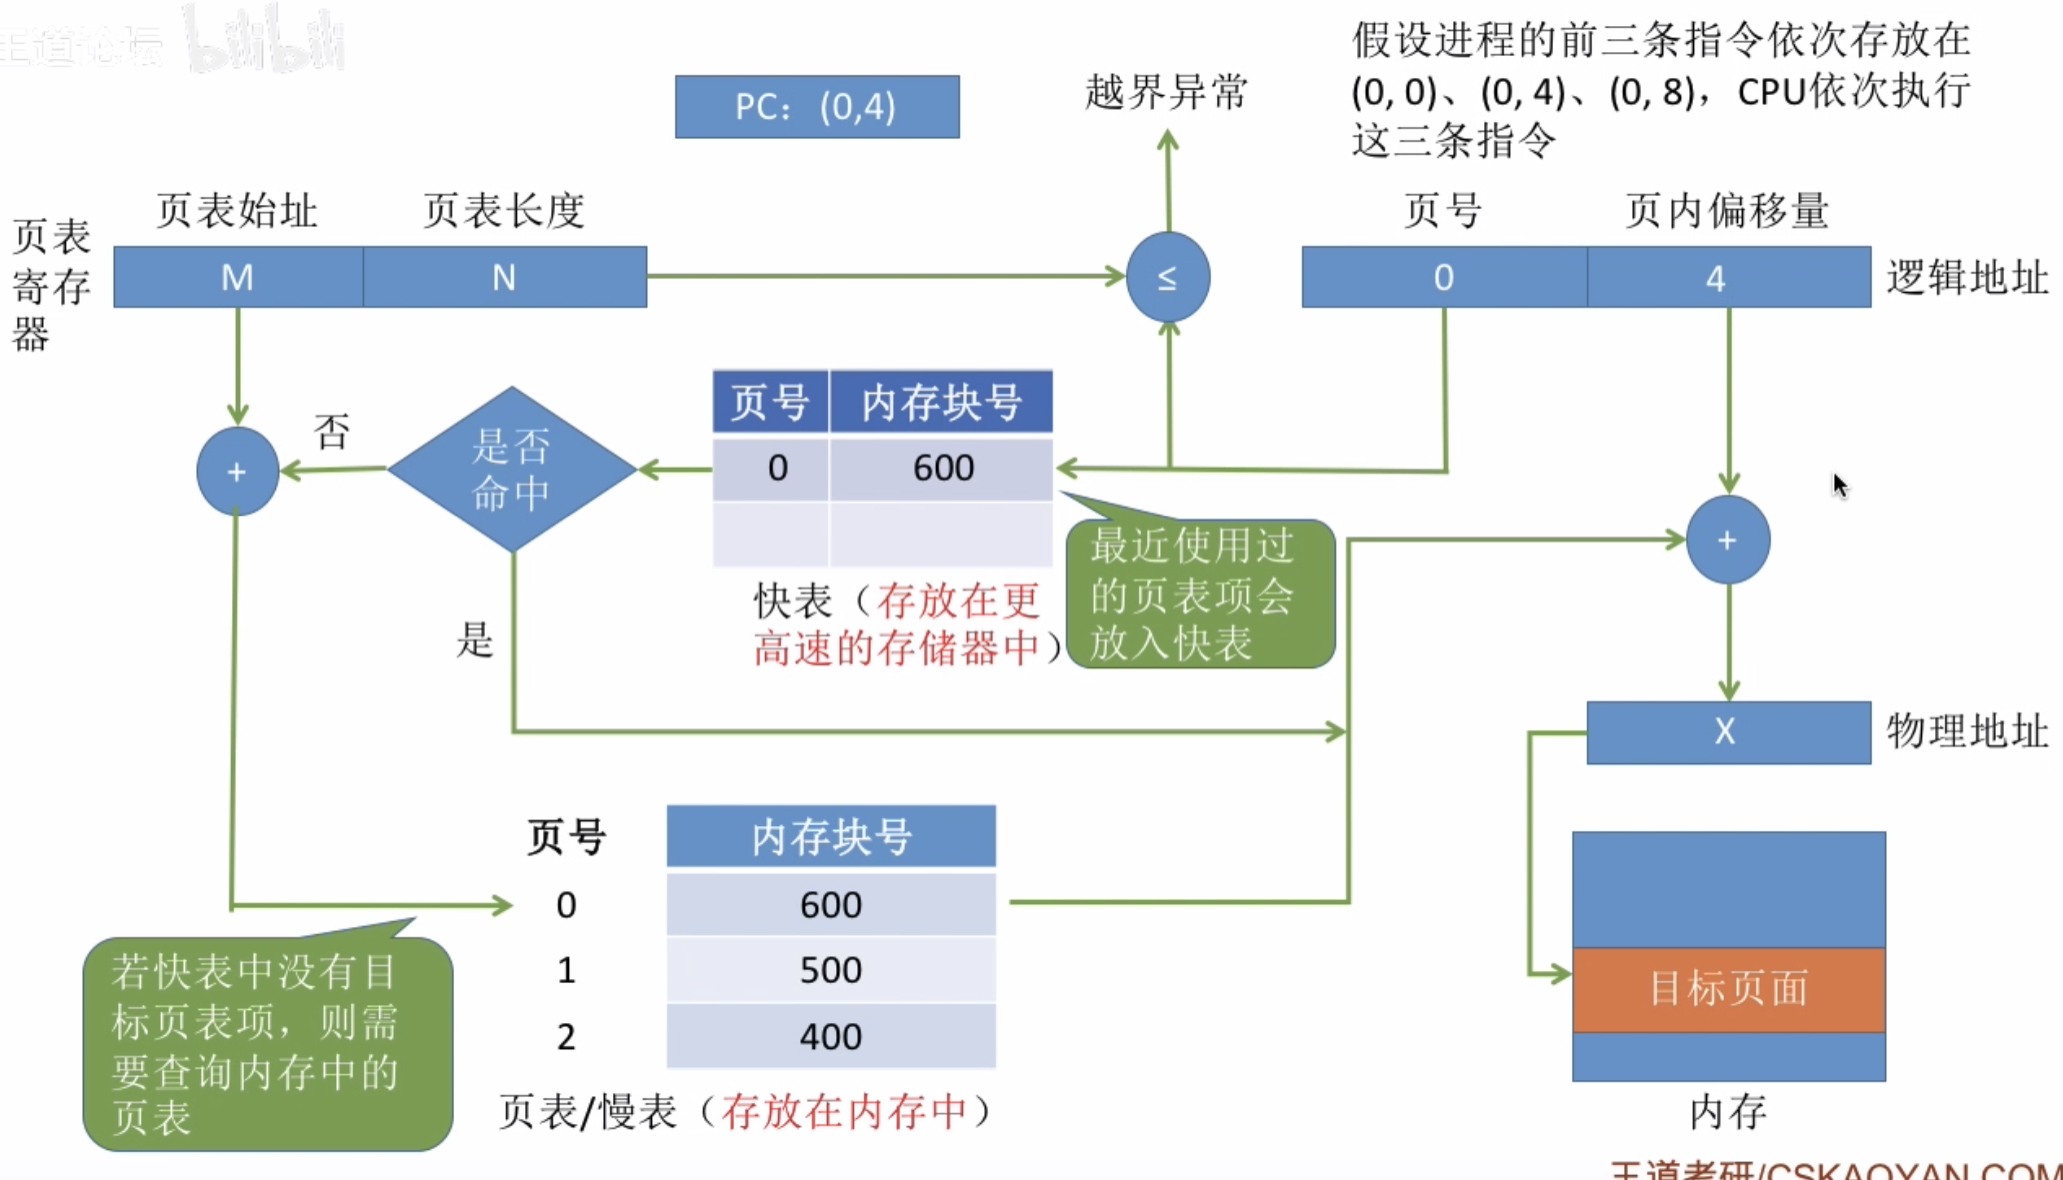 王道论坛 bilibili
假设进程的前三条指令依次存放在
(0, 0)、(0, 4)、(0, 8)，CPU依次执行
这三条指令
PC：(0,4)
越界异常
页表始址
页表长度
页号
页内偏移量
页表
寄存
器
M
N
≤
0
4
逻辑地址
页号
内存块号
0
600
是否
命中
否
+
+
最近使用过
的页表项会
放入快表
快表（存放在更
高速的存储器中）
是
X
物理地址
页号
内存块号
0
600
1
500
2
400
目标页面
若快表中没有目
标页表项，则需
要查询内存中的
页表
页表/慢表（存放在内存中）
内存
王道考研/CSKAOYAN.COM